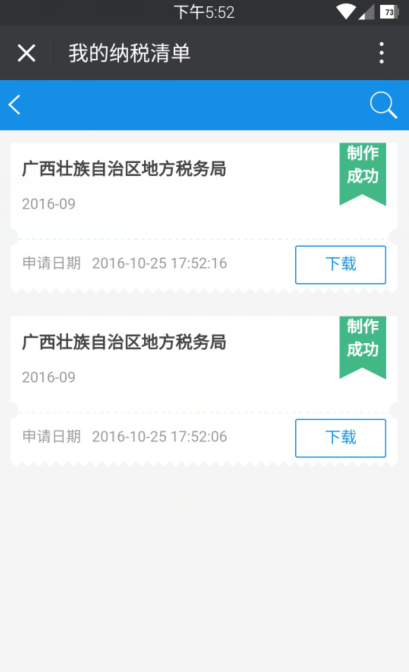 下午5:52
73
我的纳税清单
广西壮族自治区地方税务局
制作
成功
2016-09
申请日期 2016-10-25 17:52:16
下载
广西壮族自治区地方税务局
制作
成功
2016-09
申请日期 2016-10-25 17:52:06
下载